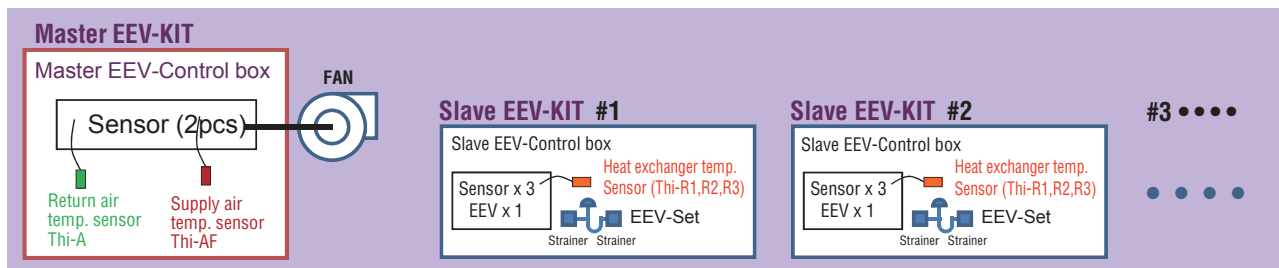 Master EEV-KIT
Master EEV-Control box
Sensor (2pcs)
Return air
temp. sensor
Thi-A
Supply air
temp. sensor
Thi-AF
FAN
Slave EEV-KIT #1
Slave EEV-Control box
Heat exchanger temp.
Sensor (Thi-R1,R2,R3)
Sensor x 3
EEV x 1
EEV-Set
Strainer Strainer
Slave EEV-KIT #2
Slave EEV-Control box
Heat exchanger temp.
Sensor (Thi-R1,R2,R3)
Sensor x 3
EEV x 1
EEV-Set
Strainer Strainer
#3 ••••